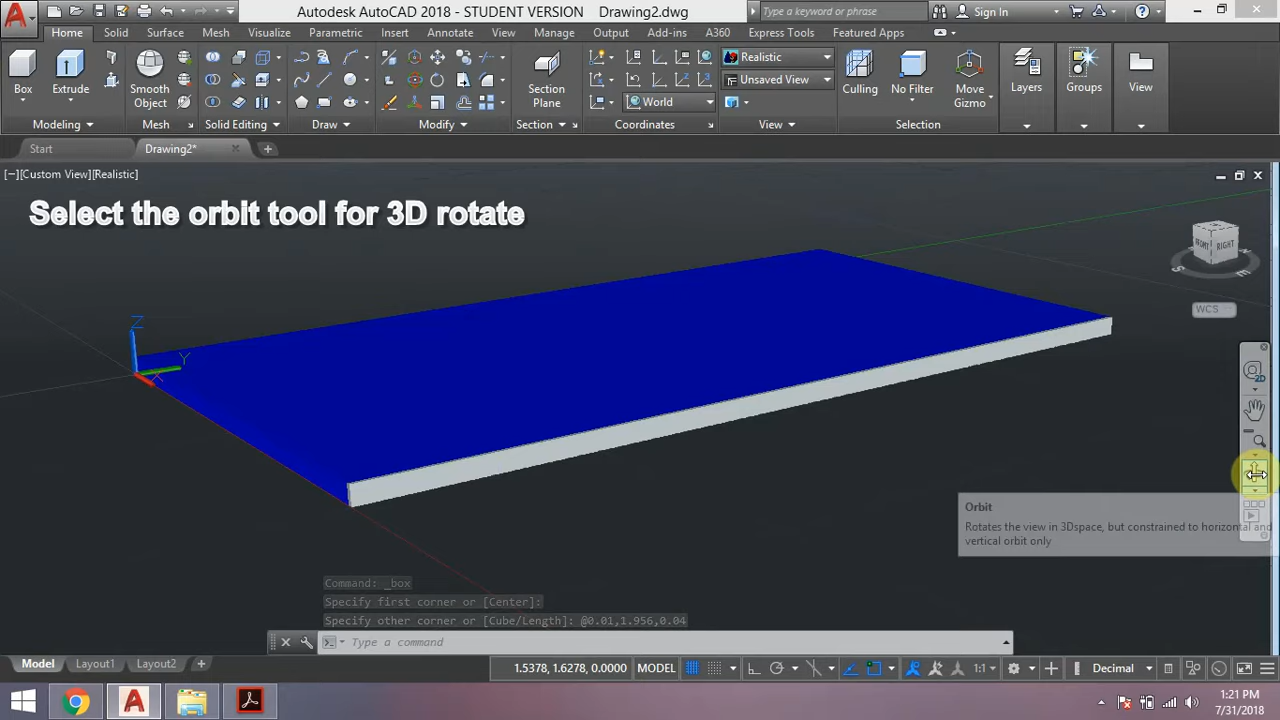 Autodesk AutoCAD 2018 - STUDENT VERSION Drawing2.dwg
Type a keyword or phrase
Sign In
Home Solid Surface Mesh Visualize Parametric Insert Annotate View Manage Output Add-ins A360 Express Tools Featured Apps
Box
Extrude
Smooth
Object
Section
Plane
Realistic
Unsaved View
World
Culling
No Filter
Move
Gizmo
Layers
Groups
View
Modeling Mesh Solid Editing Draw Modify Section Coordinates View Selection
Start
Drawing2*
[−][Custom View][Realistic]
Select the orbit tool for 3D rotate
FRONT
RIGHT
S
E
WCS
Z
Y
X
2D
Orbit
Rotates the view in 3Dspace, but constrained to horizontal and
vertical orbit only
Command: _box
Specify first corner or [Center]:
Specify other corner or [Cube/Length]: @0.01,1.956,0.04
Type a command
Model Layout1 Layout2
1.5378, 1.6278, 0.0000 MODEL
1:1
Decimal
1:21 PM
7/31/2018